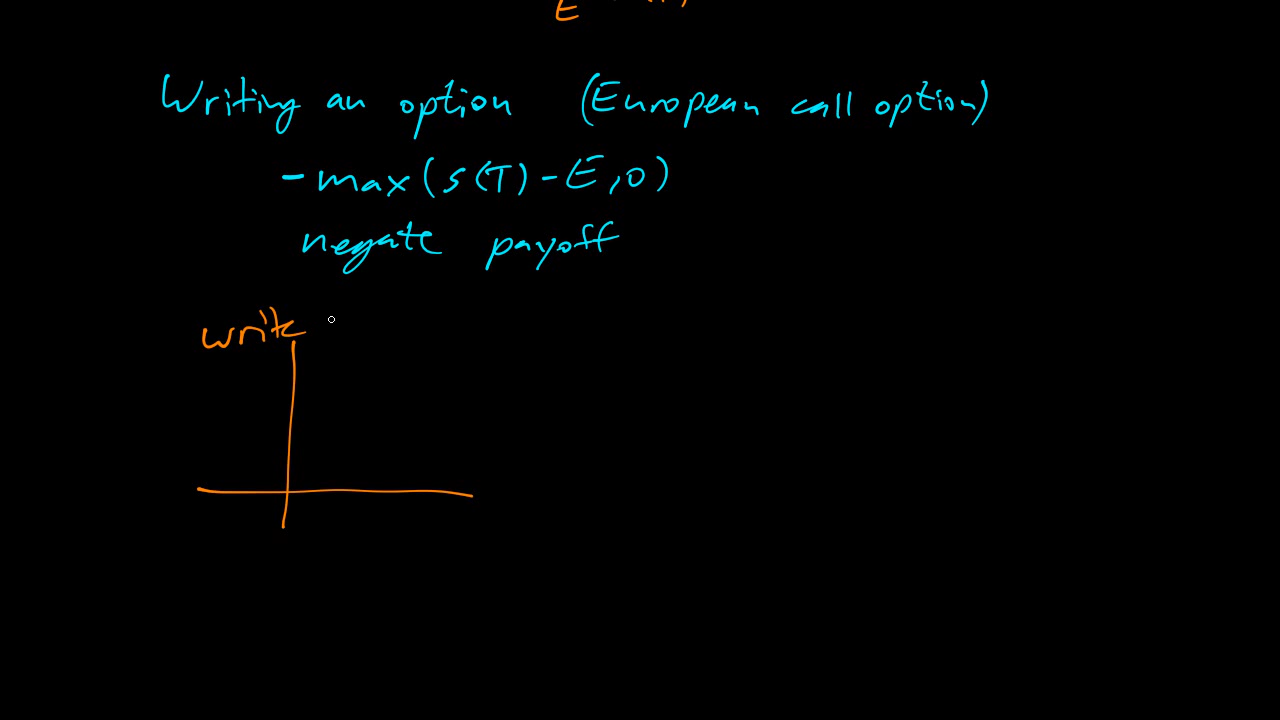 E
Writing an option (European call option)
-max(S(T)-E,0)
negate payoff
write